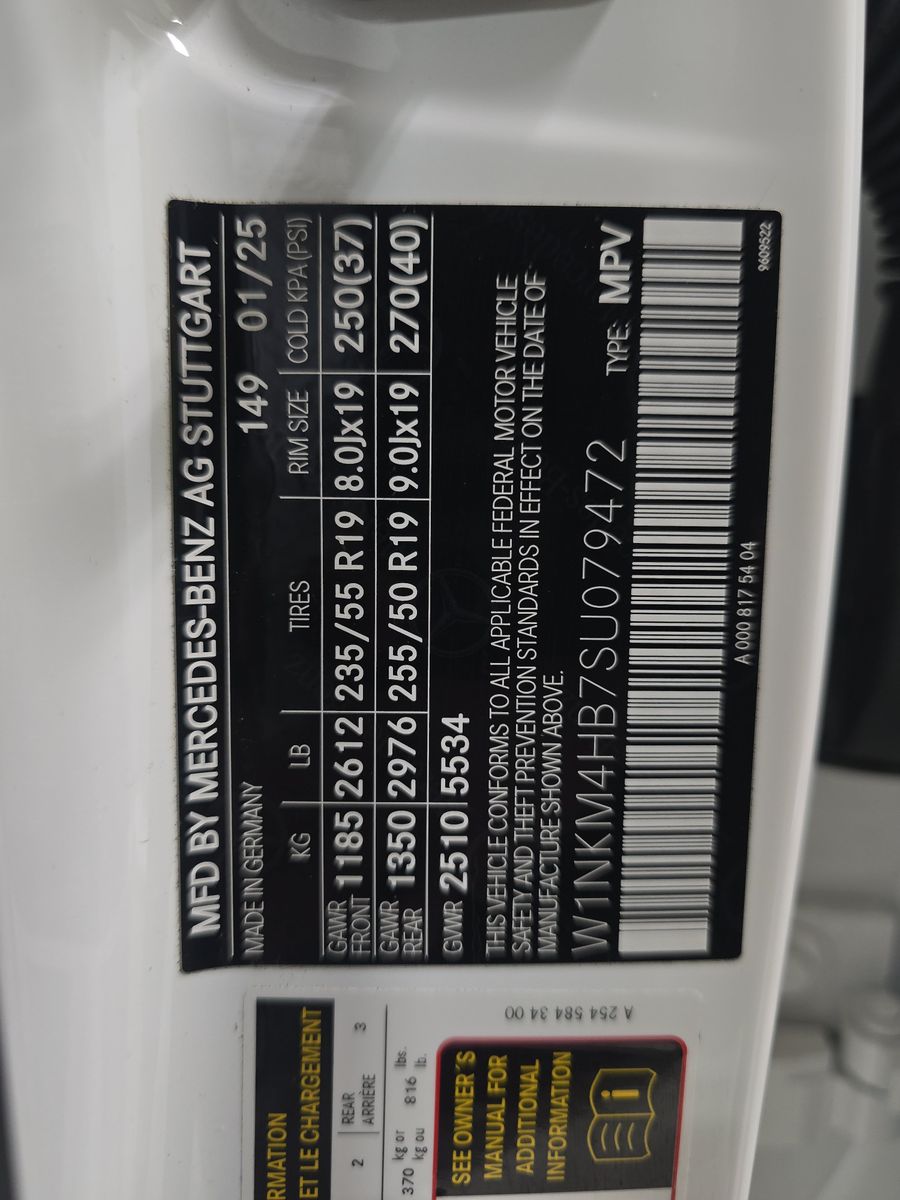 MFD BY MERCEDES-BENZ AG STUTTGART
MADE IN GERMANY 149 01/25
KG LB TIRES RIM SIZE COLD KPA (PSI)
GAWR FRONT 1185 2612 235/55 R19 8.0Jx19 250(37)
GAWR REAR 1350 2976 255/50 R19 9.0Jx19 270(40)
GVWR 2510 5534
THIS VEHICLE CONFORMS TO ALL APPLICABLE FEDERAL MOTOR VEHICLE
SAFETY AND THEFT PREVENTION STANDARDS IN EFFECT ON THE DATE OF
MANUFACTURE SHOWN ABOVE.
W1NKM4HB7SU079472 TYPE: MPV
A 000 817 54 04
9609522
RMATION
ET LE CHARGEMENT
2 REAR ARRIÈRE 3
370 kg or 816 lbs.
kg ou lb.
SEE OWNER'S
MANUAL FOR
ADDITIONAL
INFORMATION
A 254 584 34 00